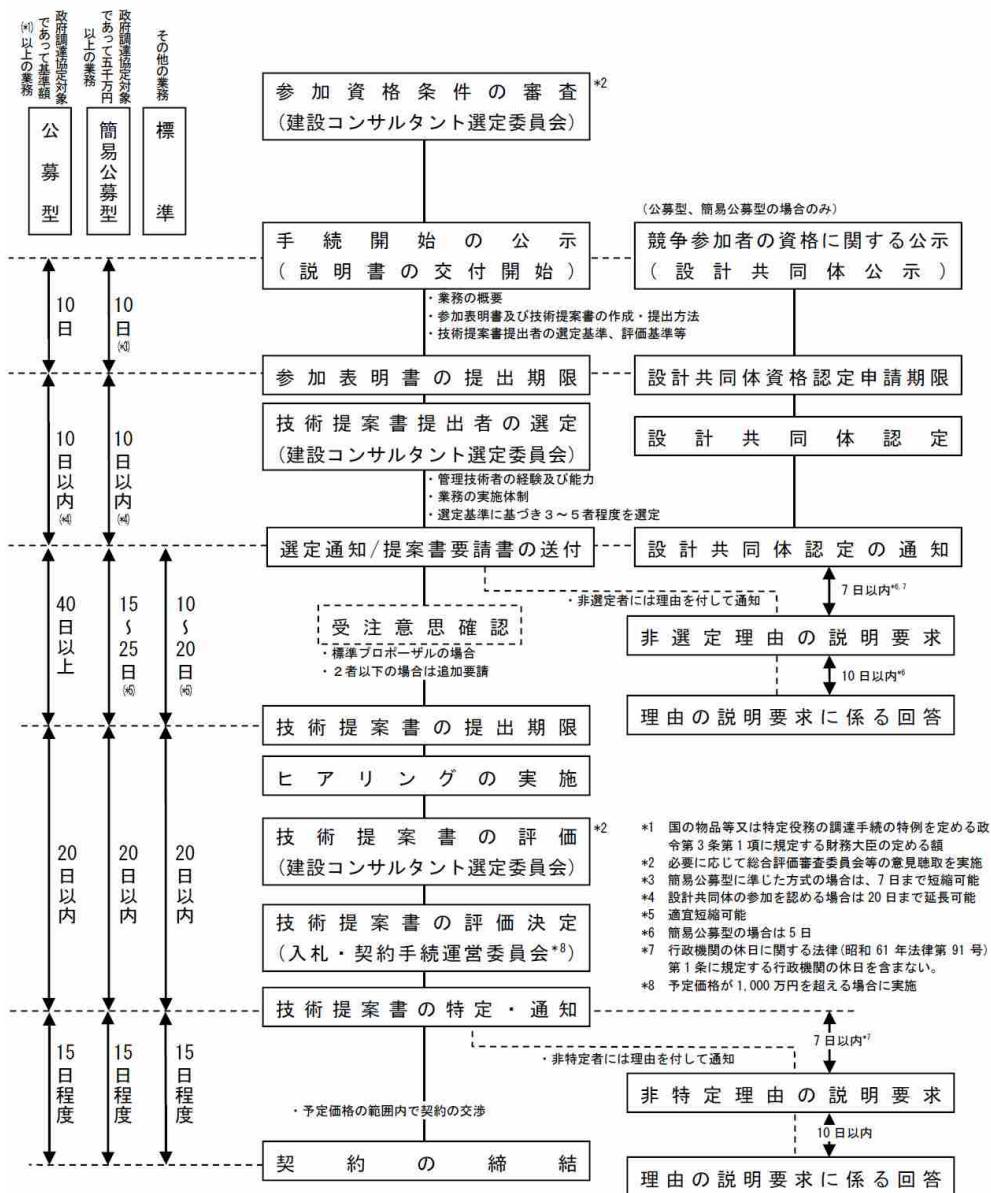 政府調達協定対象
であって基準額
(*1)以上の業務
政府調達協定対象
であって五千万円
以上の業務
その他の業務
公募型
簡易公募型
標準
参加資格条件の審査 *2
(建設コンサルタント選定委員会)
(公募型、簡易公募型の場合のみ)
手続開始の公示
(説明書の交付開始)
競争参加者の資格に関する公示
(設計共同体公示)
・業務の概要
・参加表明書及び技術提案書の作成・提出方法
・技術提案書提出者の選定基準、評価基準等
10日
10日(*3)
参加表明書の提出期限
設計共同体資格認定申請期限
技術提案書提出者の選定
(建設コンサルタント選定委員会)
設計共同体認定
・管理技術者の経験及び能力
・業務の実施体制
・選定基準に基づき3～5者程度を選定
10日以内(*4)
10日以内(*4)
選定通知/提案書要請書の送付
設計共同体認定の通知
7日以内*6,7
・非選定者には理由を付して通知
40日以上
15～25日(*5)
10～20日(*5)
受注意思確認
・標準プロポーザルの場合
・2者以下の場合は追加要請
非選定理由の説明要求
10日以内*6
理由の説明要求に係る回答
技術提案書の提出期限
ヒアリングの実施
技術提案書の評価 *2
(建設コンサルタント選定委員会)
20日以内
20日以内
20日以内
技術提案書の評価決定
(入札・契約手続運営委員会*8)
*1 国の物品等又は特定役務の調達手続の特例を定める政
令第3条第1項に規定する財務大臣の定める額
*2 必要に応じて総合評価審査委員会等の意見聴取を実施
*3 簡易公募型に準じた方式の場合は、7日まで短縮可能
*4 設計共同体の参加を認める場合は20日まで延長可能
*5 適宜短縮可能
*6 簡易公募型の場合は5日
*7 行政機関の休日に関する法律(昭和61年法律第91号)
第1条に規定する行政機関の休日を含まない。
*8 予定価格が1,000万円を超える場合に実施
技術提案書の特定・通知
7日以内*7
・非特定者には理由を付して通知
15日程度
15日程度
15日程度
非特定理由の説明要求
・予定価格の範囲内で契約の交渉
10日以内
契約の締結
理由の説明要求に係る回答